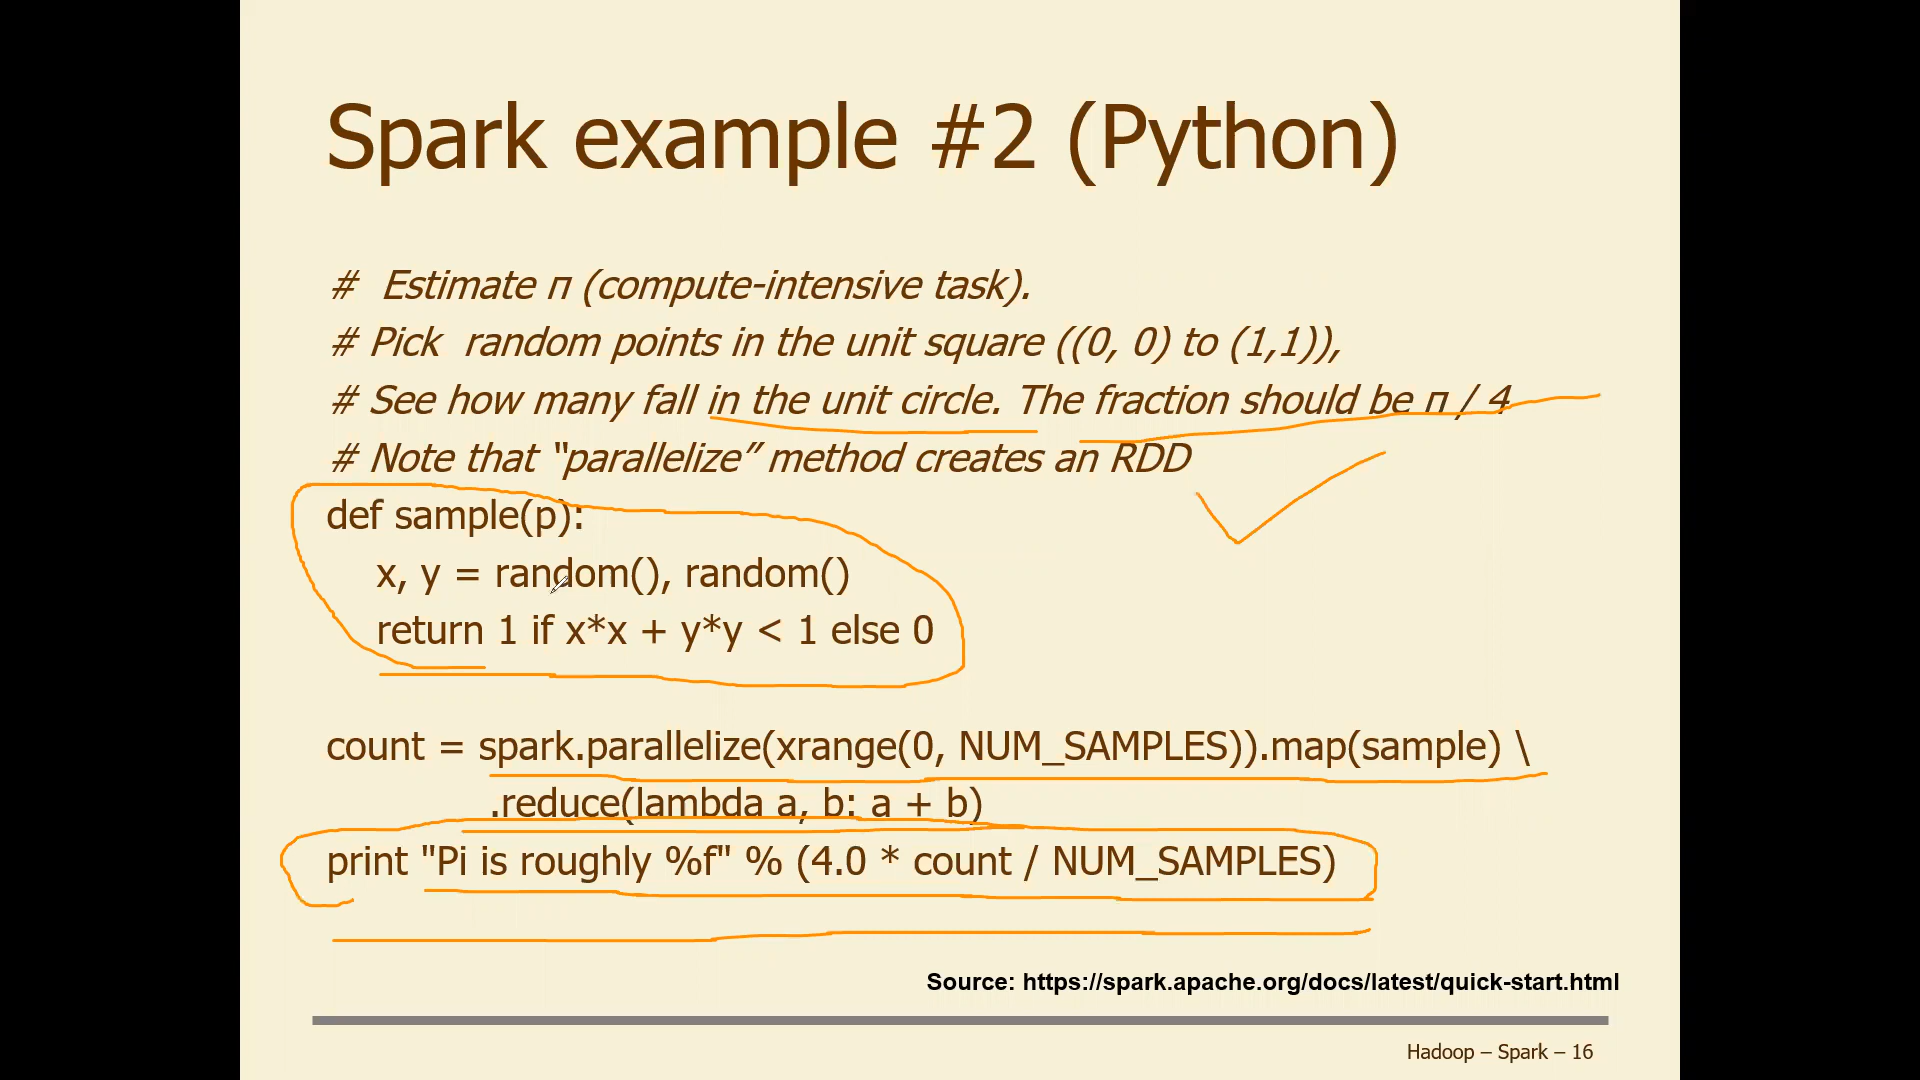 Spark example #2 (Python)
# Estimate π (compute-intensive task).
# Pick random points in the unit square ((0, 0) to (1,1)),
# See how many fall in the unit circle. The fraction should be π / 4
# Note that “parallelize” method creates an RDD
def sample(p):
x, y = random(), random()
return 1 if x*x + y*y < 1 else 0
count = spark.parallelize(xrange(0, NUM_SAMPLES)).map(sample) \
.reduce(lambda a, b: a + b)
print "Pi is roughly %f" % (4.0 * count / NUM_SAMPLES)
Source: https://spark.apache.org/docs/latest/quick-start.html
Hadoop – Spark – 16